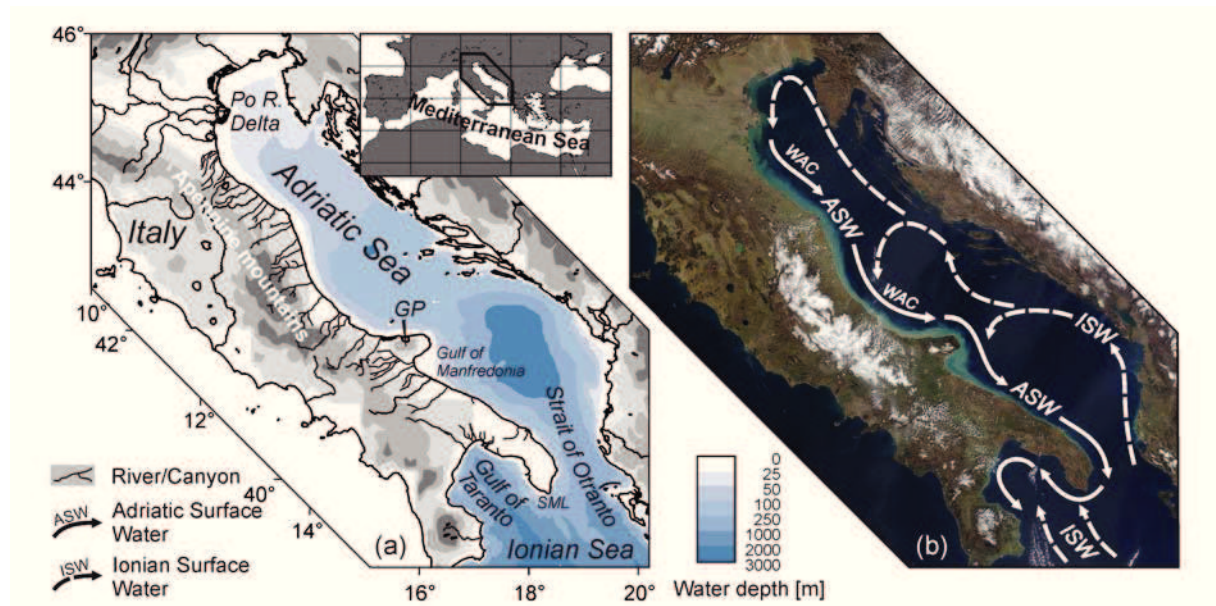 46°
44°
10°
42°
12°
40°
14°
16°
18°
20°
Po R.
Delta
Adriatic Sea
Apennine mountains
Italy
GP
Gulf of
Manfredonia
Strait of Otranto
Gulf of
Taranto
SML
Ionian Sea
(a)
Mediterranean Sea
River/Canyon
ASW
Adriatic Surface
Water
ISW
Ionian Surface
Water
WAC
ASW
WAC
ISW
ASW
ISW
(b)
0
25
50
100
250
1000
2000
3000
Water depth [m]